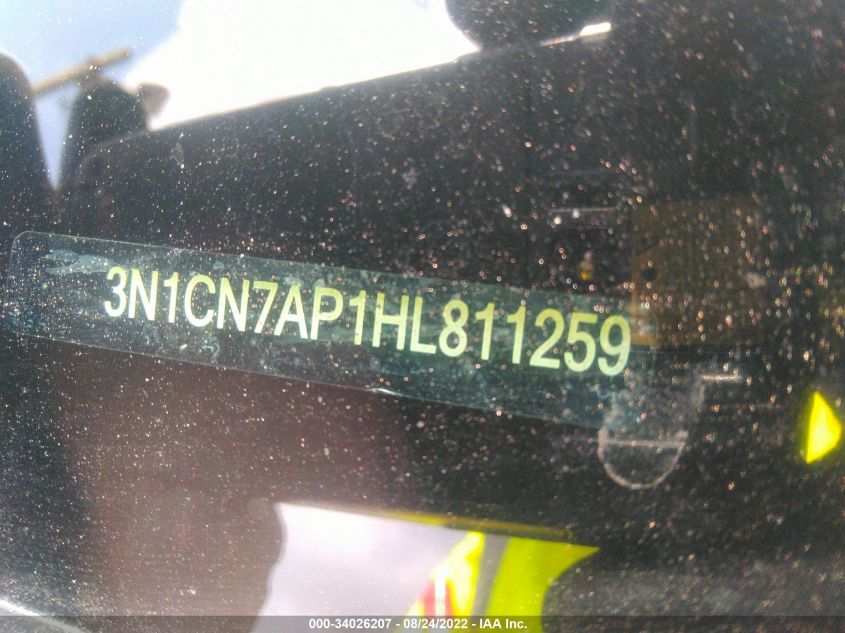 3N1CN7AP1HL811259
000-34026207 - 08/24/2022 - IAA Inc.